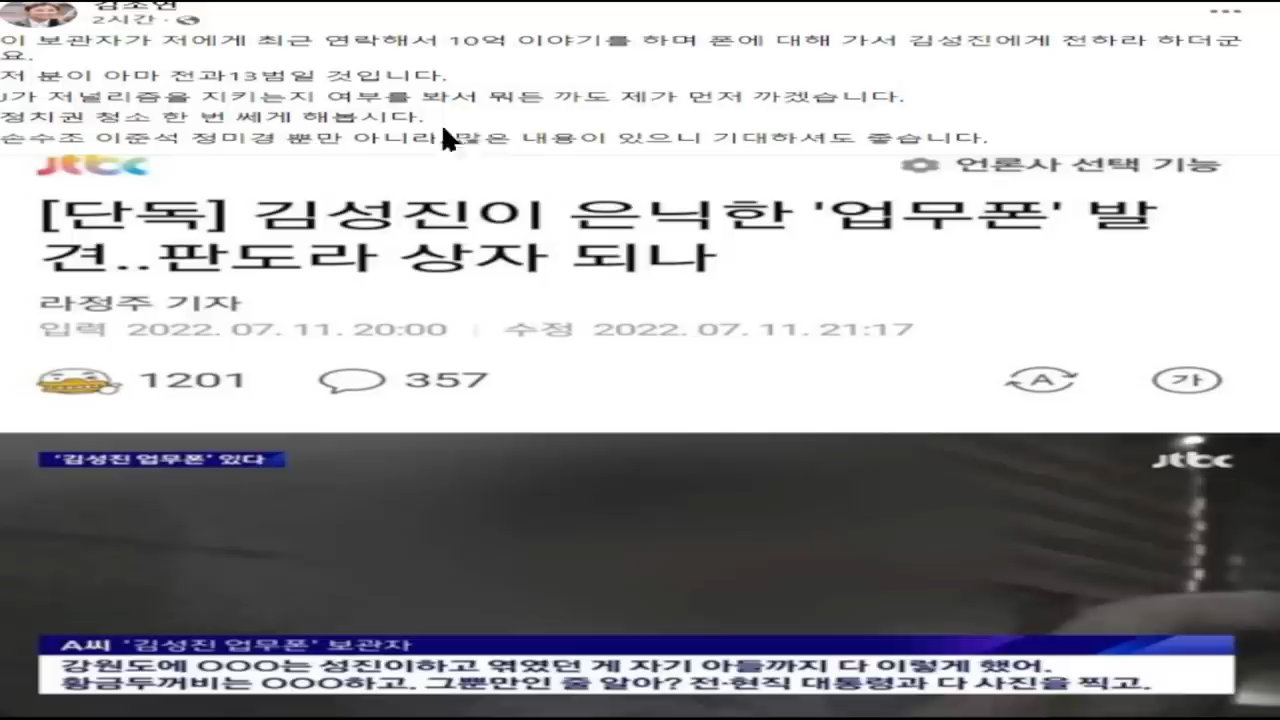 김소연
2시간
이 보관자가 저에게 최근 연락해서 10억 이야기를 하며 폰에 대해 가서 김성진에게 전하라 하더군
요.
저 분이 아마 전과13범일 것입니다.
J가 저널리즘을 지키는지 여부를 봐서 뭐든 까도 제가 먼저 까겠습니다.
정치권 청소 한 번 쎄게 해봅시다.
손수조 이준석 정미경 뿐만 아니라 많은 내용이 있으니 기대하셔도 좋습니다.
jtbc 언론사 선택 기능
[단독] 김성진이 은닉한 '업무폰' 발
견..판도라 상자 되나
라정주 기자
입력 2022. 07. 11. 20:00 수정 2022. 07. 11. 21:17
1201 357 A 가
'김성진 업무폰' 있다 jtbc
A씨 '김성진 업무폰' 보관자
강원도에 ○○○는 성진이하고 엮였던 게 자기 아들까지 다 이렇게 했어.
황금두꺼비는 ○○○하고. 그뿐만인 줄 알아? 전·현직 대통령과 다 사진을 찍고.